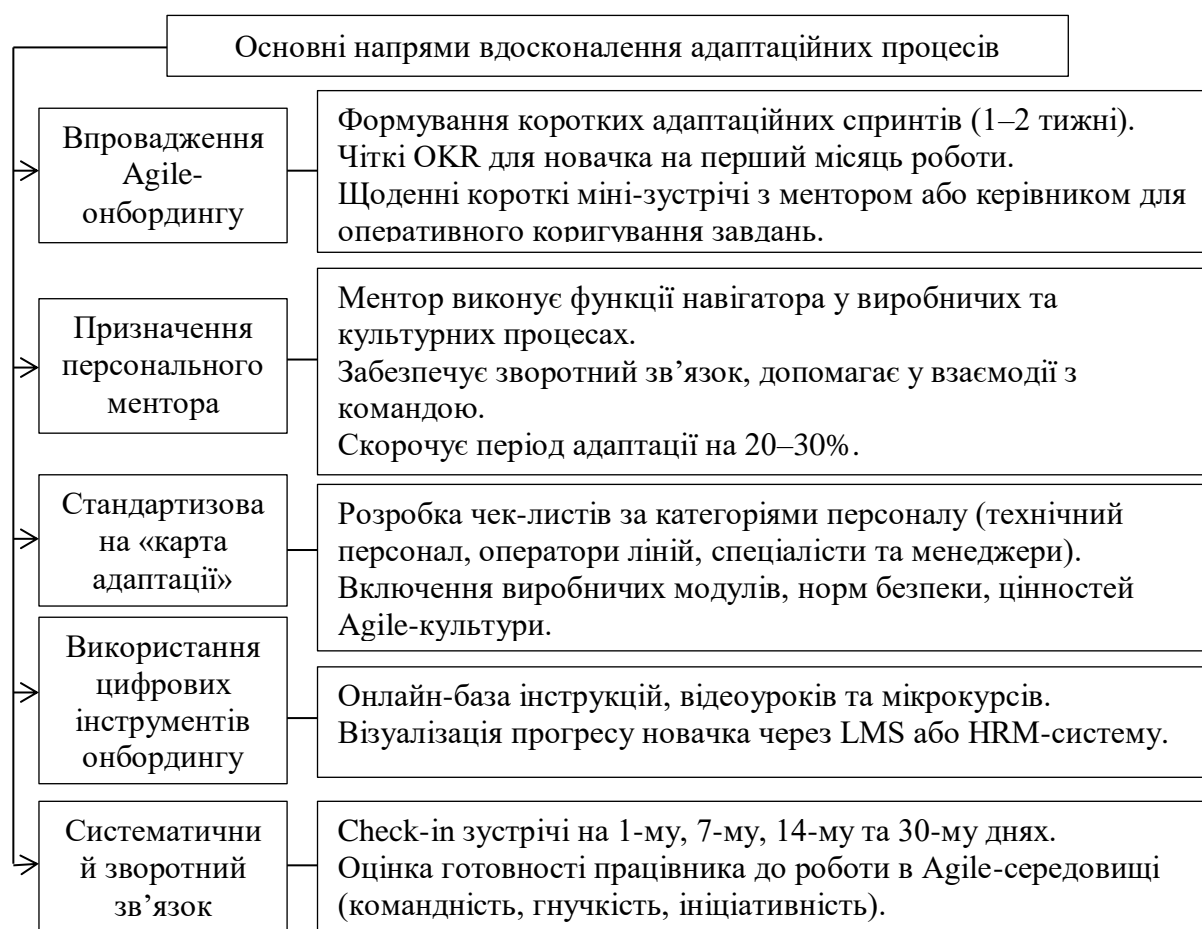 Основні напрями вдосконалення адаптаційних процесів
Впровадження
Agile-
онбордингу
Формування коротких адаптаційних спринтів (1–2 тижні).
Чіткі OKR для новачка на перший місяць роботи.
Щоденні короткі міні-зустрічі з ментором або керівником для
оперативного коригування завдань.
Призначення
персонального
ментора
Ментор виконує функції навігатора у виробничих та
культурних процесах.
Забезпечує зворотний зв’язок, допомагає у взаємодії з
командою.
Скорочує період адаптації на 20–30%.
Стандартизова
на «карта
адаптації»
Розробка чек-листів за категоріями персоналу (технічний
персонал, оператори ліній, спеціалісти та менеджери).
Включення виробничих модулів, норм безпеки, цінностей
Agile-культури.
Використання
цифрових
інструментів
онбордингу
Онлайн-база інструкцій, відеоуроків та мікрокурсів.
Візуалізація прогресу новачка через LMS або HRM-систему.
Систематични
й зворотний
зв’язок
Check-in зустрічі на 1-му, 7-му, 14-му та 30-му днях.
Оцінка готовності працівника до роботи в Agile-середовищі
(командність, гнучкість, ініціативність).